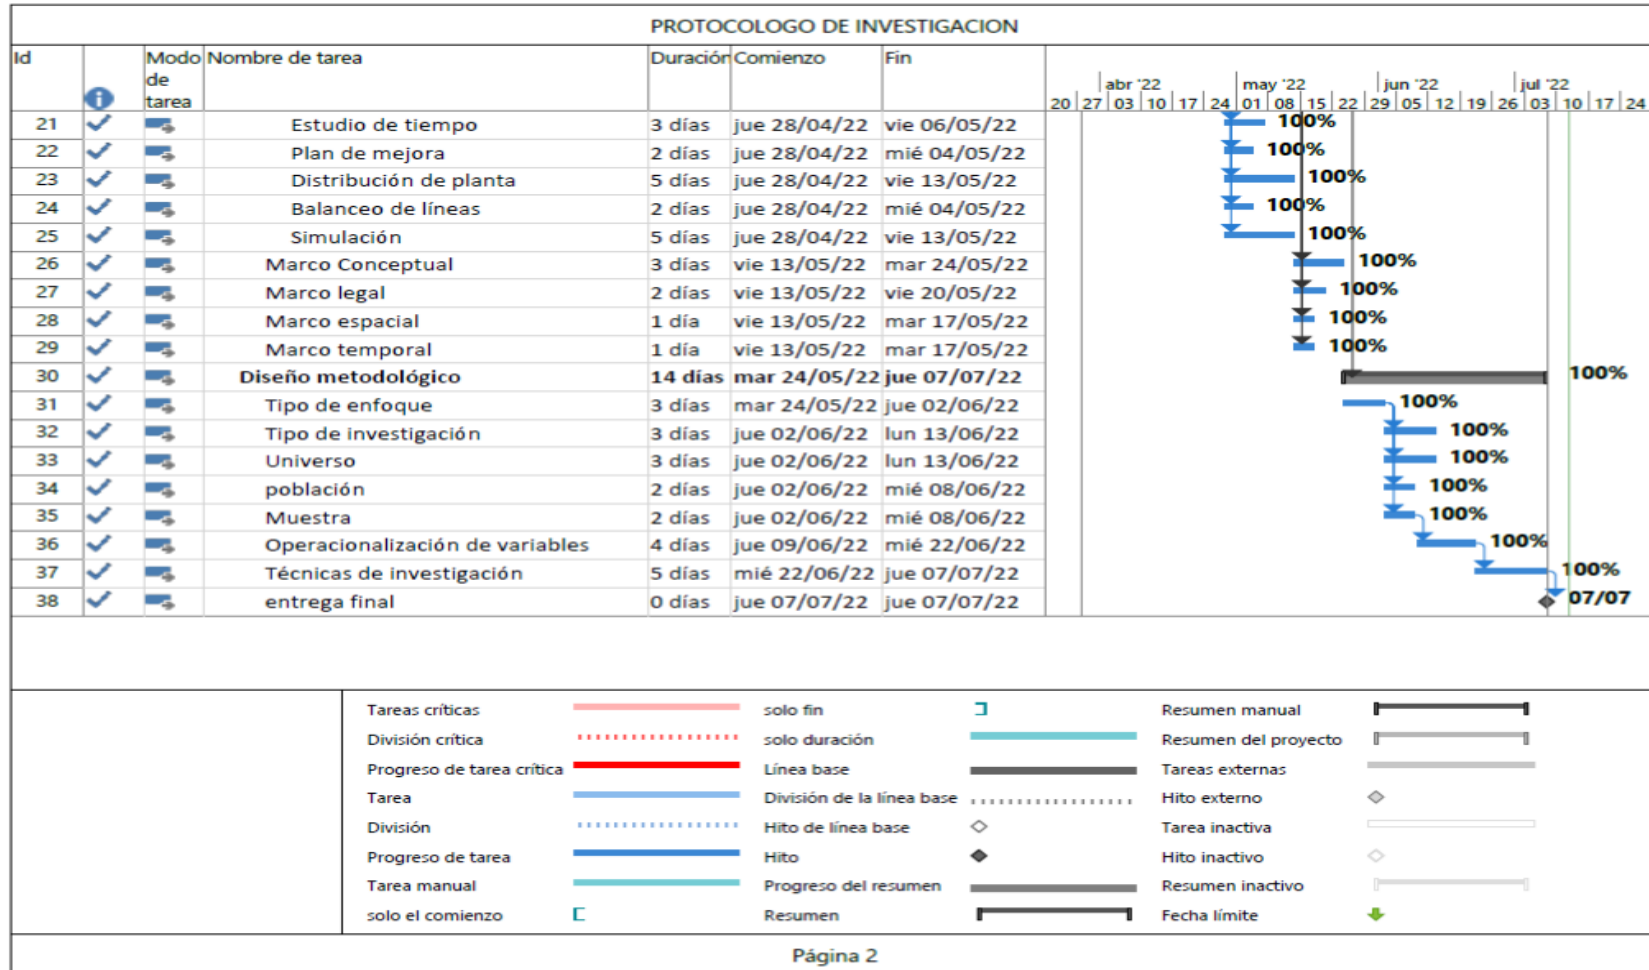 PROTOCOLOGO DE INVESTIGACION
Id Modo de tarea Nombre de tarea Duración Comienzo Fin
abr '22 may '22 jun '22 jul '22
20 27 03 10 17 24 01 08 15 22 29 05 12 19 26 03 10 17 24
21 Estudio de tiempo 3 días jue 28/04/22 vie 06/05/22 100%
22 Plan de mejora 2 días jue 28/04/22 mié 04/05/22 100%
23 Distribución de planta 5 días jue 28/04/22 vie 13/05/22 100%
24 Balanceo de líneas 2 días jue 28/04/22 mié 04/05/22 100%
25 Simulación 5 días jue 28/04/22 vie 13/05/22 100%
26 Marco Conceptual 3 días vie 13/05/22 mar 24/05/22 100%
27 Marco legal 2 días vie 13/05/22 vie 20/05/22 100%
28 Marco espacial 1 día vie 13/05/22 mar 17/05/22 100%
29 Marco temporal 1 día vie 13/05/22 mar 17/05/22 100%
30 Diseño metodológico 14 días mar 24/05/22 jue 07/07/22 100%
31 Tipo de enfoque 3 días mar 24/05/22 jue 02/06/22 100%
32 Tipo de investigación 3 días jue 02/06/22 lun 13/06/22 100%
33 Universo 3 días jue 02/06/22 lun 13/06/22 100%
34 población 2 días jue 02/06/22 mié 08/06/22 100%
35 Muestra 2 días jue 02/06/22 mié 08/06/22 100%
36 Operacionalización de variables 4 días jue 09/06/22 mié 22/06/22 100%
37 Técnicas de investigación 5 días mié 22/06/22 jue 07/07/22 100%
38 entrega final 0 días jue 07/07/22 jue 07/07/22 07/07
Tareas críticas solo fin Resumen manual
División crítica solo duración Resumen del proyecto
Progreso de tarea crítica Línea base Tareas externas
Tarea División de la línea base Hito externo
División Hito de línea base Tarea inactiva
Progreso de tarea Hito Hito inactivo
Tarea manual Progreso del resumen Resumen inactivo
solo el comienzo Resumen Fecha límite
Página 2